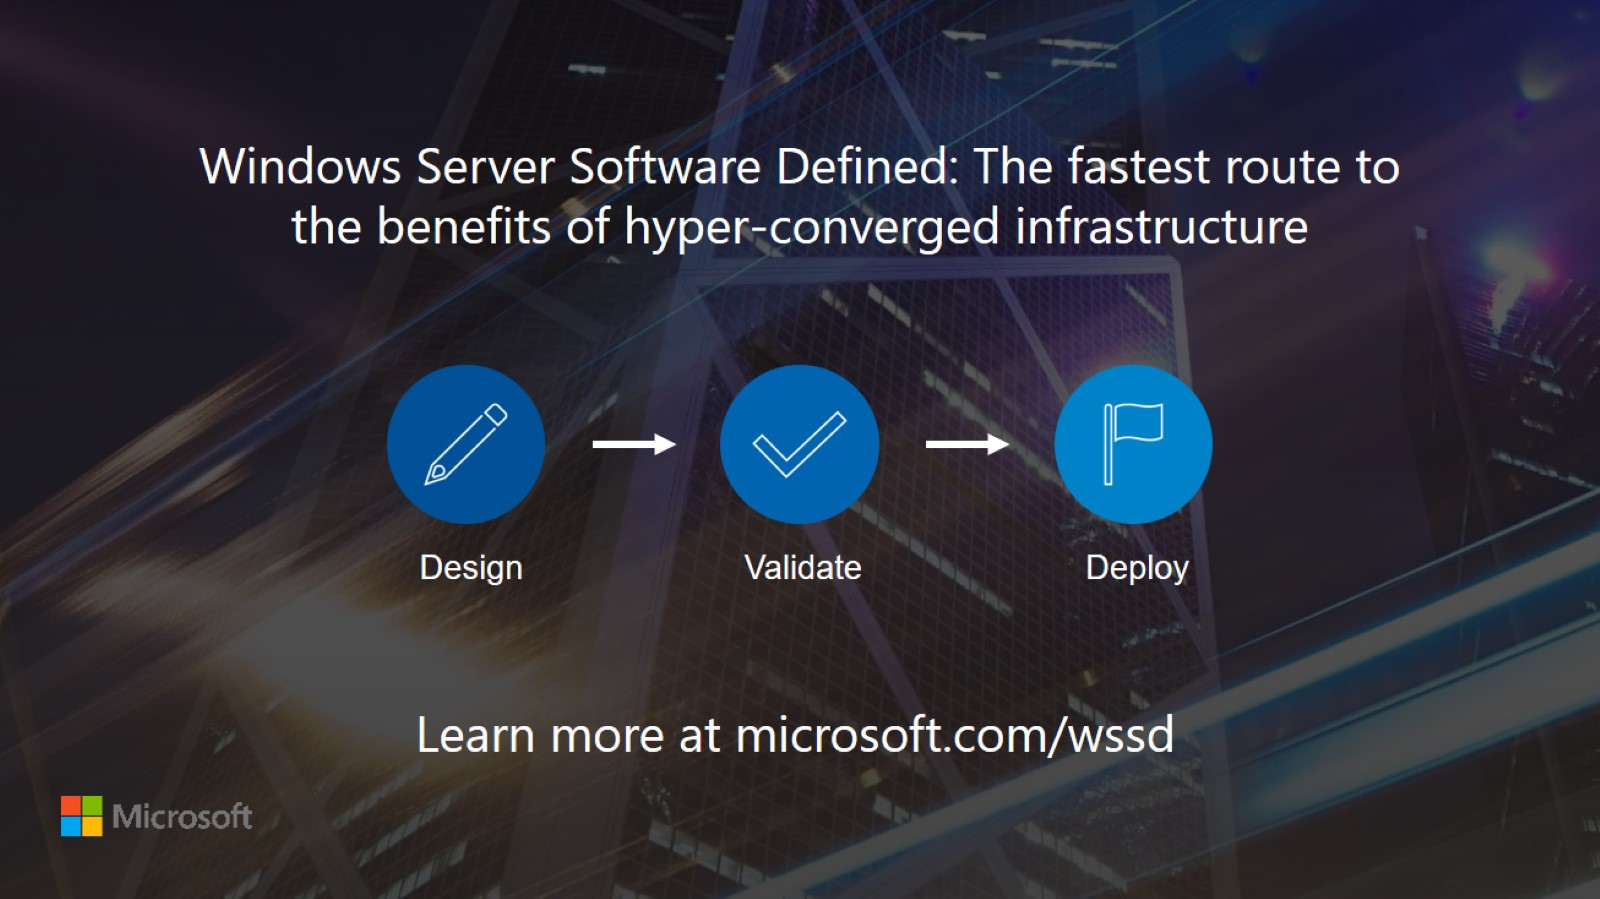 Windows Server Software Defined: The fastest route to
the benefits of hyper-converged infrastructure
Design
Validate
Deploy
Learn more at microsoft.com/wssd
Microsoft